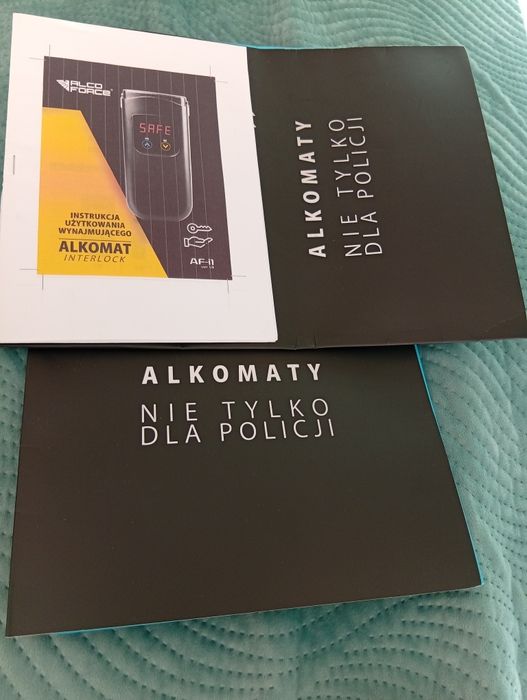 ALCO
FORCE®
SAFE
INSTRUKCJA
UŻYTKOWANIA
WYNAJMUJĄCEGO
ALKOMAT
INTERLOCK
AF-i1
ALKOMATY
NIE TYLKO
DLA POLICJI
ALKOMATY
NIE TYLKO
DLA POLICJI